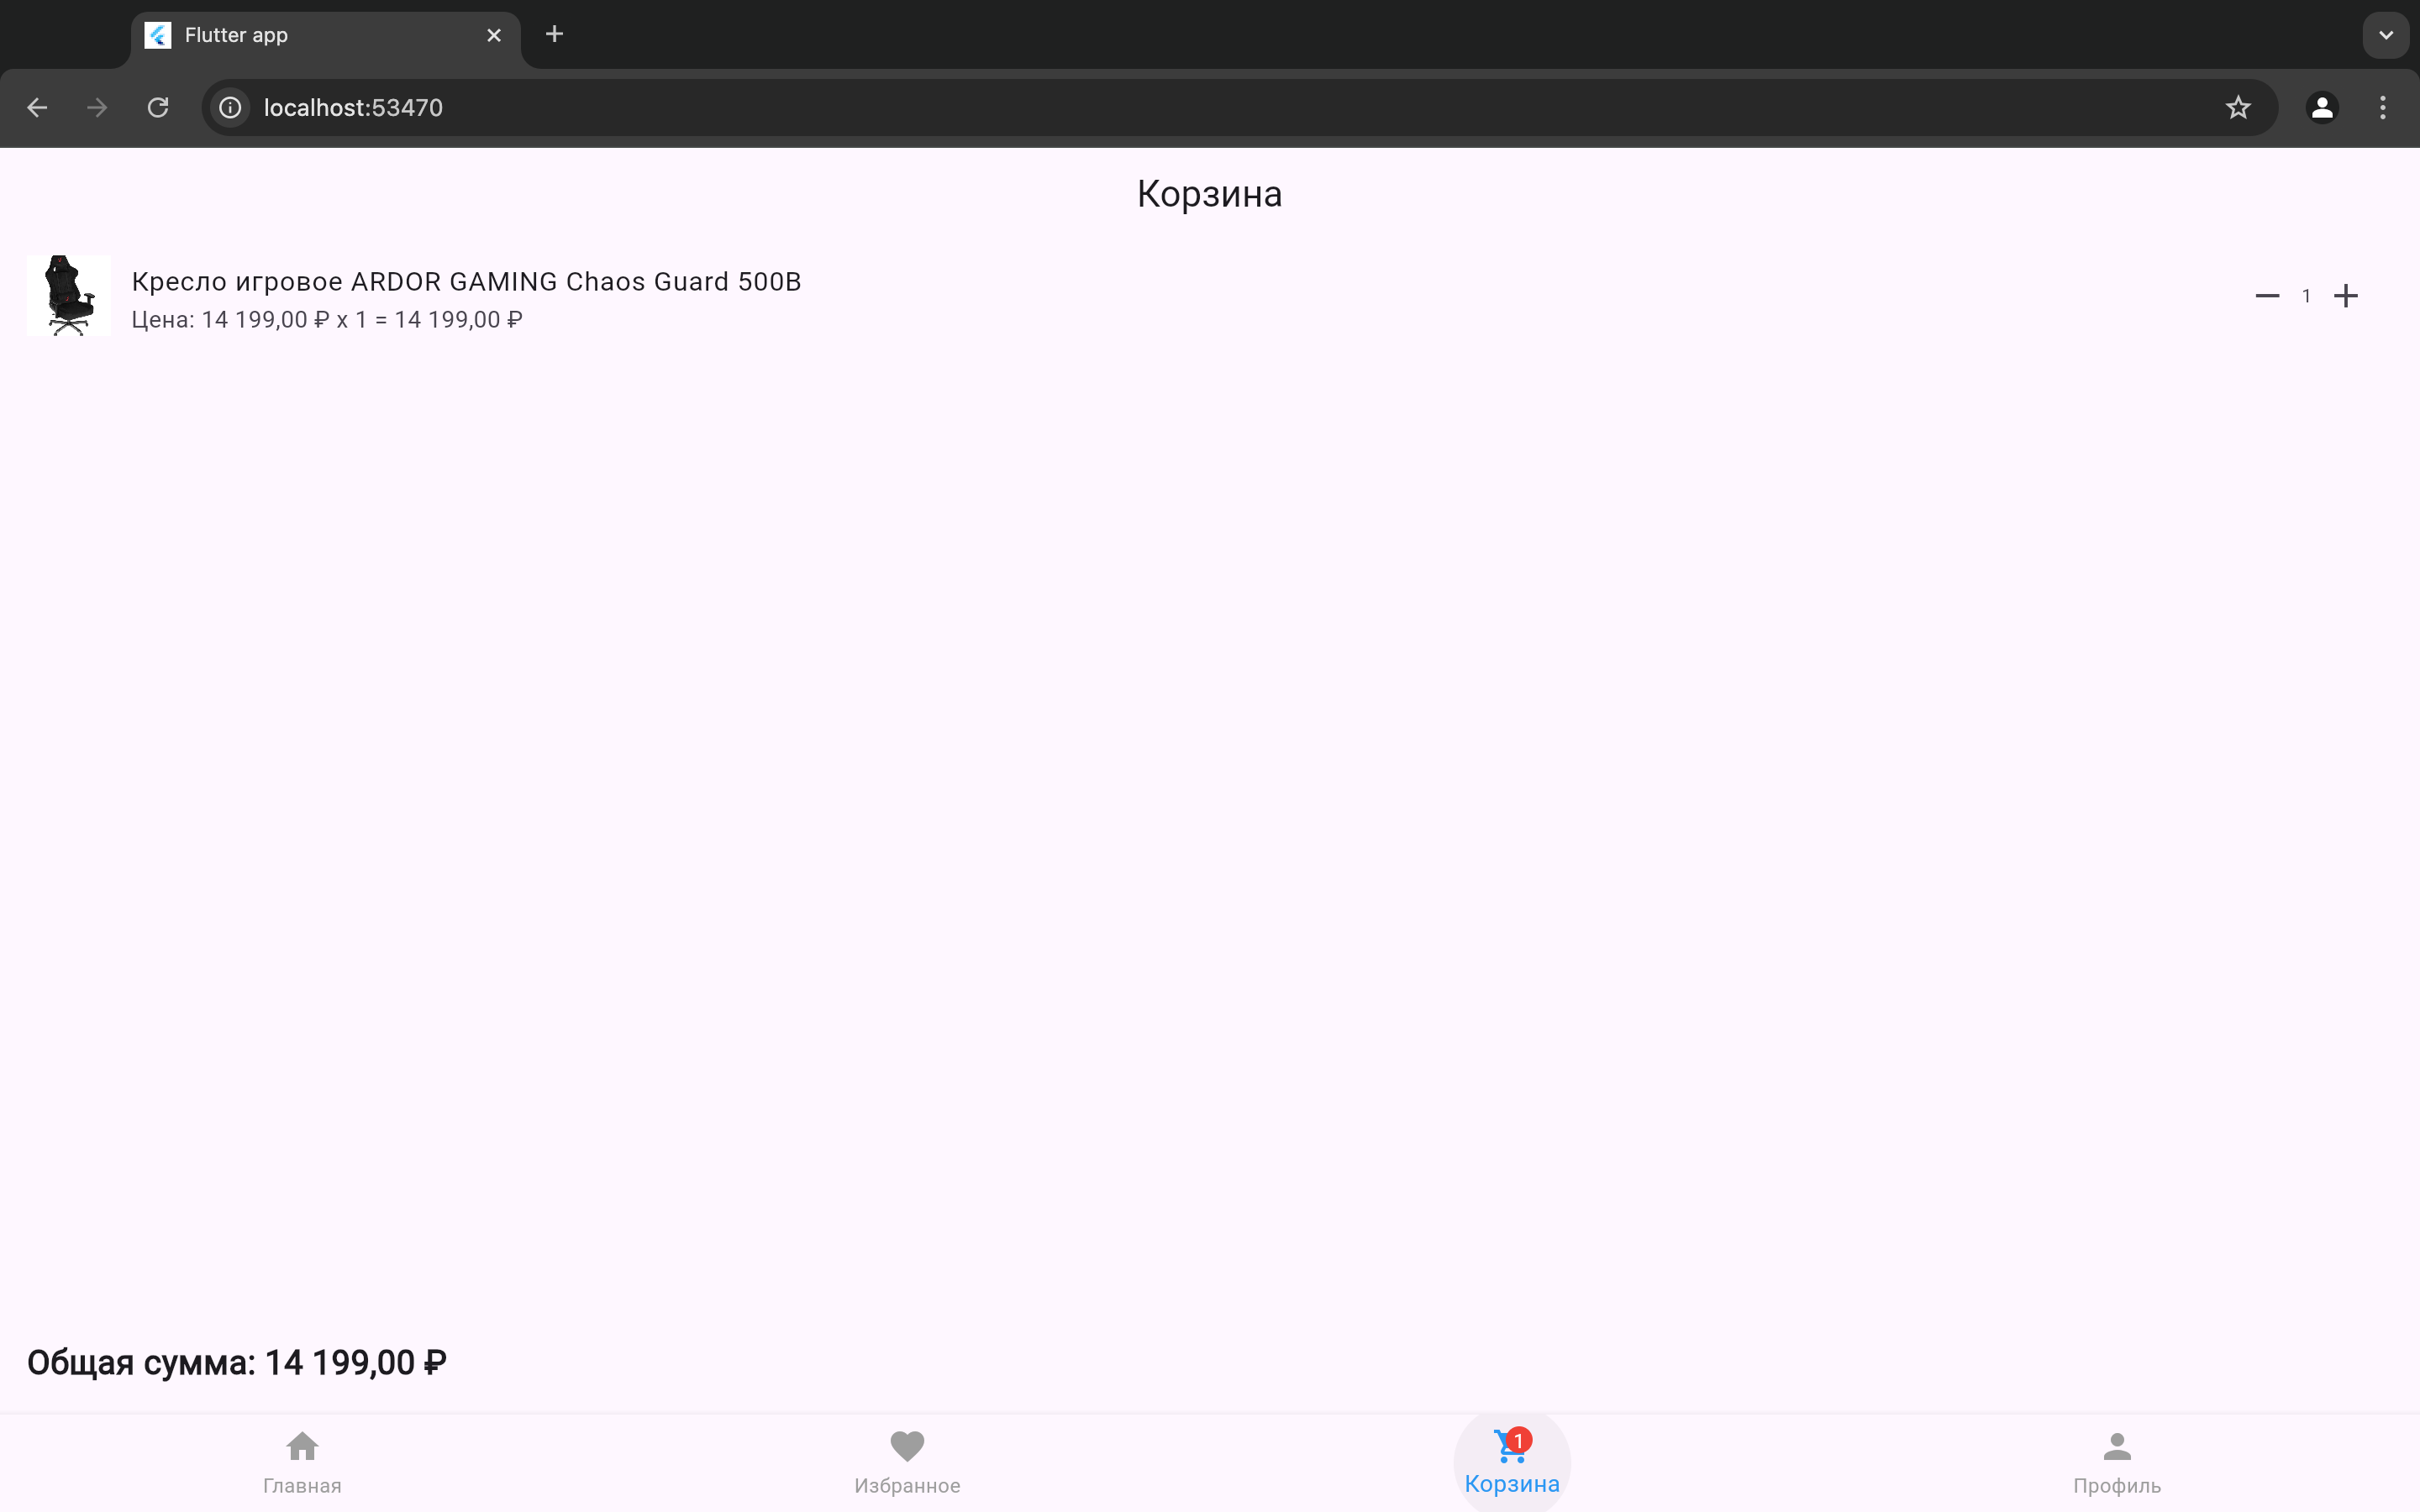 Flutter app
localhost:53470
Корзина
Кресло игровое ARDOR GAMING Chaos Guard 500B
Цена: 14 199,00 ₽ x 1 = 14 199,00 ₽
1
Общая сумма: 14 199,00 ₽
1
Главная
Избранное
Корзина
Профиль